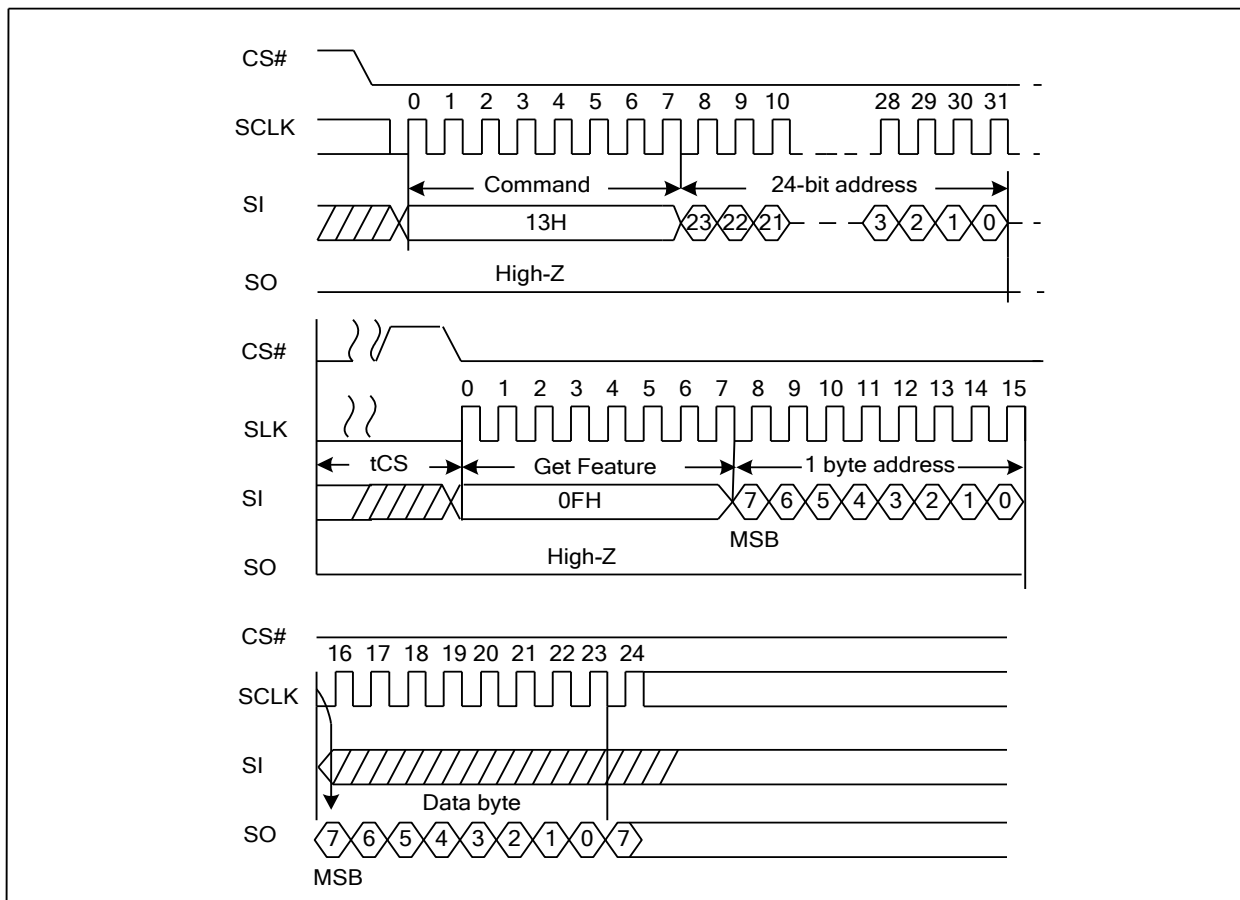 CS#
0 1 2 3 4 5 6 7 8 9 10 28 29 30 31
SCLK
Command 24-bit address
SI
13H 23 22 21 3 2 1 0
High-Z
SO
CS#
0 1 2 3 4 5 6 7 8 9 10 11 12 13 14 15
SLK
tCS Get Feature 1 byte address
SI
0FH 7 6 5 4 3 2 1 0
MSB
High-Z
SO
CS#
16 17 18 19 20 21 22 23 24
SCLK
SI
Data byte
SO 7 6 5 4 3 2 1 0 7
MSB